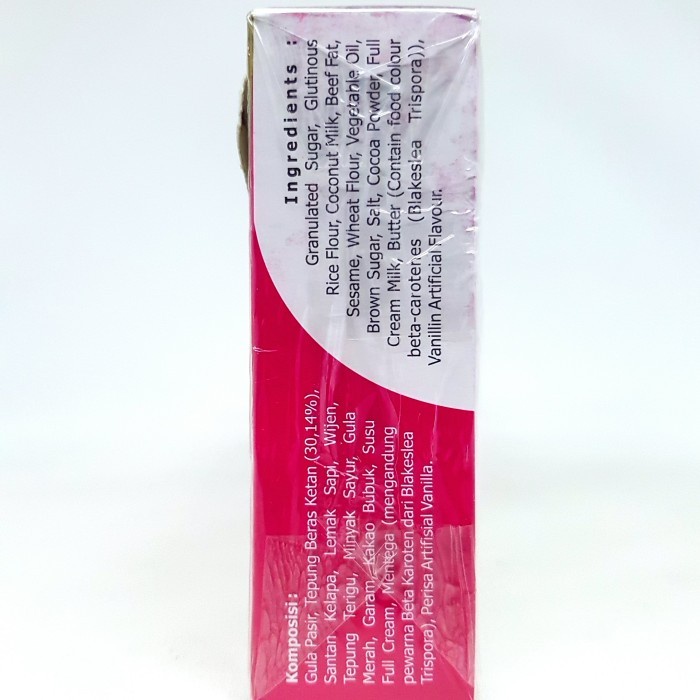 Ingredients :
Granulated Sugar, Glutinous
Rice Flour, Coconut Milk, Beef Fat,
Sesame, Wheat Flour, Vegetable Oil,
Brown Sugar, Salt, Cocoa Powder, Full
Cream Milk, Butter (Contain food colour
beta-carotenes (Blakeslea Trispora)),
Vanillin Artificial Flavour.
Komposisi :
Gula Pasir, Tepung Beras Ketan (30,14%),
Santan Kelapa, Lemak Sapi, Wijen,
Tepung Terigu, Minyak Sayur, Gula
Merah, Garam, Kakao Bubuk, Susu
Full Cream, Mentega (mengandung
pewarna Beta Karoten dari Blakeslea
Trispora), Perisa Artifisial Vanilla.